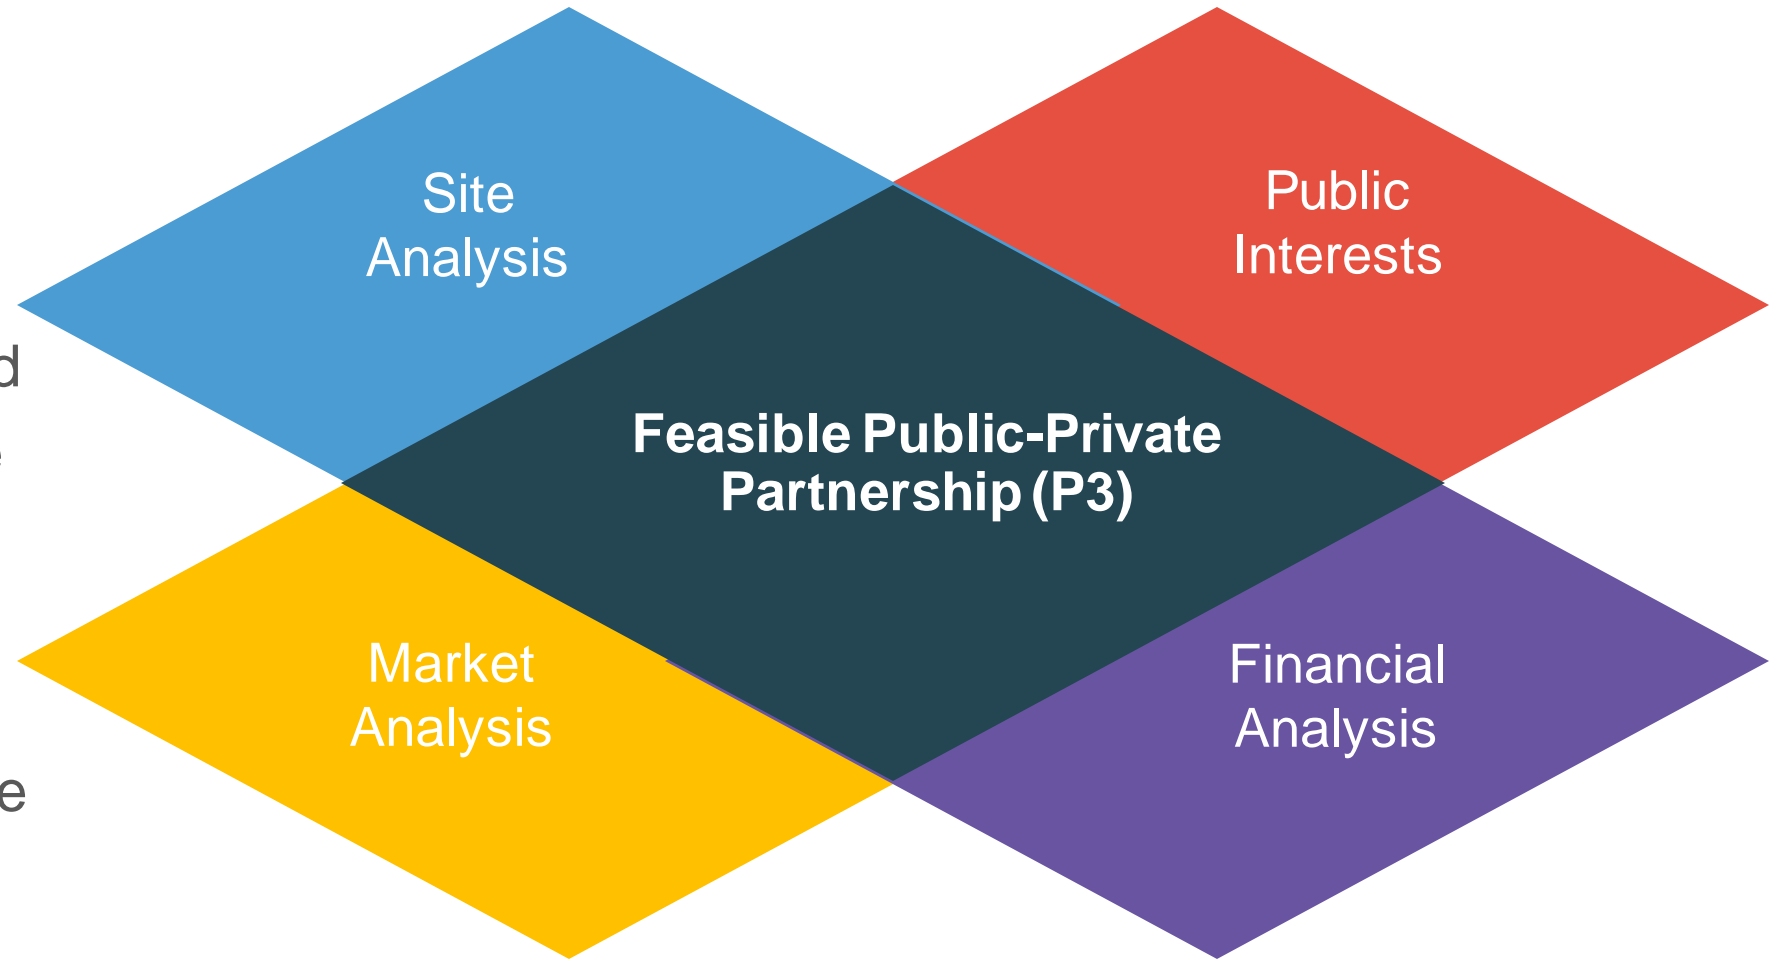 Site
Analysis
Public
Interests
d
e
Feasible Public-Private
Partnership (P3)
Market
Analysis
Financial
Analysis
e